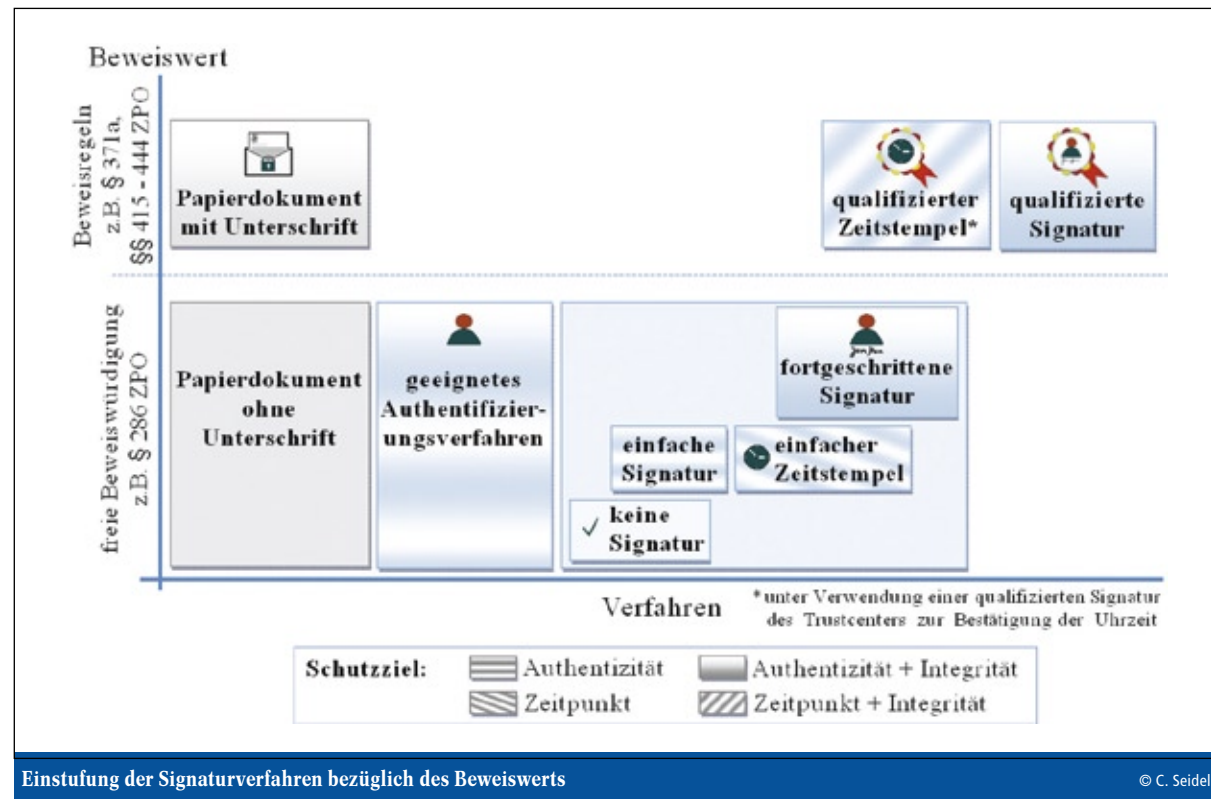 Beweiswert
Beweisregeln
z.B. § 371a,
§§ 415 - 444 ZPO
Papierdokument
mit Unterschrift
qualifizierter
Zeitstempel*
qualifizierte
Signatur
freie Beweiswürdigung
z.B. § 286 ZPO
Papierdokument
ohne
Unterschrift
geeignetes
Authentifizier-
ungsverfahren
fortgeschrittene
Signatur
einfache
Signatur
einfacher
Zeitstempel
keine
Signatur
Verfahren
*unter Verwendung einer qualifizierten Signatur
des Trustcenters zur Bestätigung der Uhrzeit
Schutzziel:
Authentizität
Authentizität + Integrität
Zeitpunkt
Zeitpunkt + Integrität
Einstufung der Signaturverfahren bezüglich des Beweiswerts
© C. Seidel